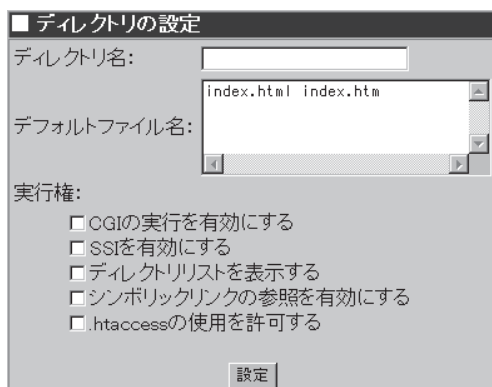 ■ ディレクトリの設定
ディレクトリ名:
デフォルトファイル名:
index.html index.htm
実行権:
CGIの実行を有効にする
SSIを有効にする
ディレクトリリストを表示する
シンボリックリンクの参照を有効にする
.htaccessの使用を許可する
設定